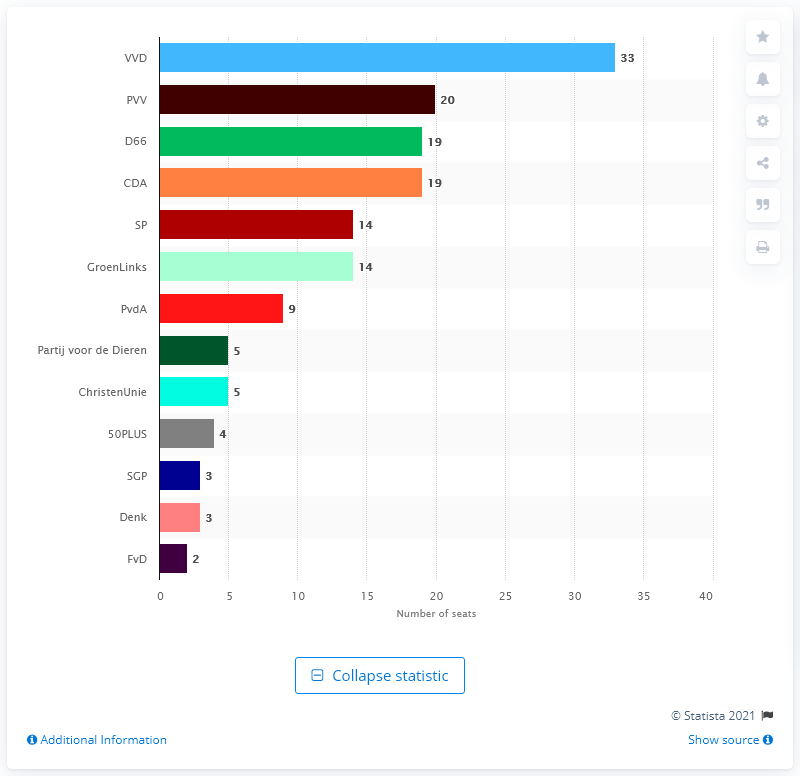 VVD 33
PVV 20
D66 19
CDA 19
SP 14
GroenLinks 14
PvdA 9
Partij voor de Dieren 5
ChristenUnie 5
50PLUS 4
SGP 3
Denk 3
FvD 2
0 5 10 15 20 25 30 35 40
Number of seats
Collapse statistic
© Statista 2021
Additional Information Show source